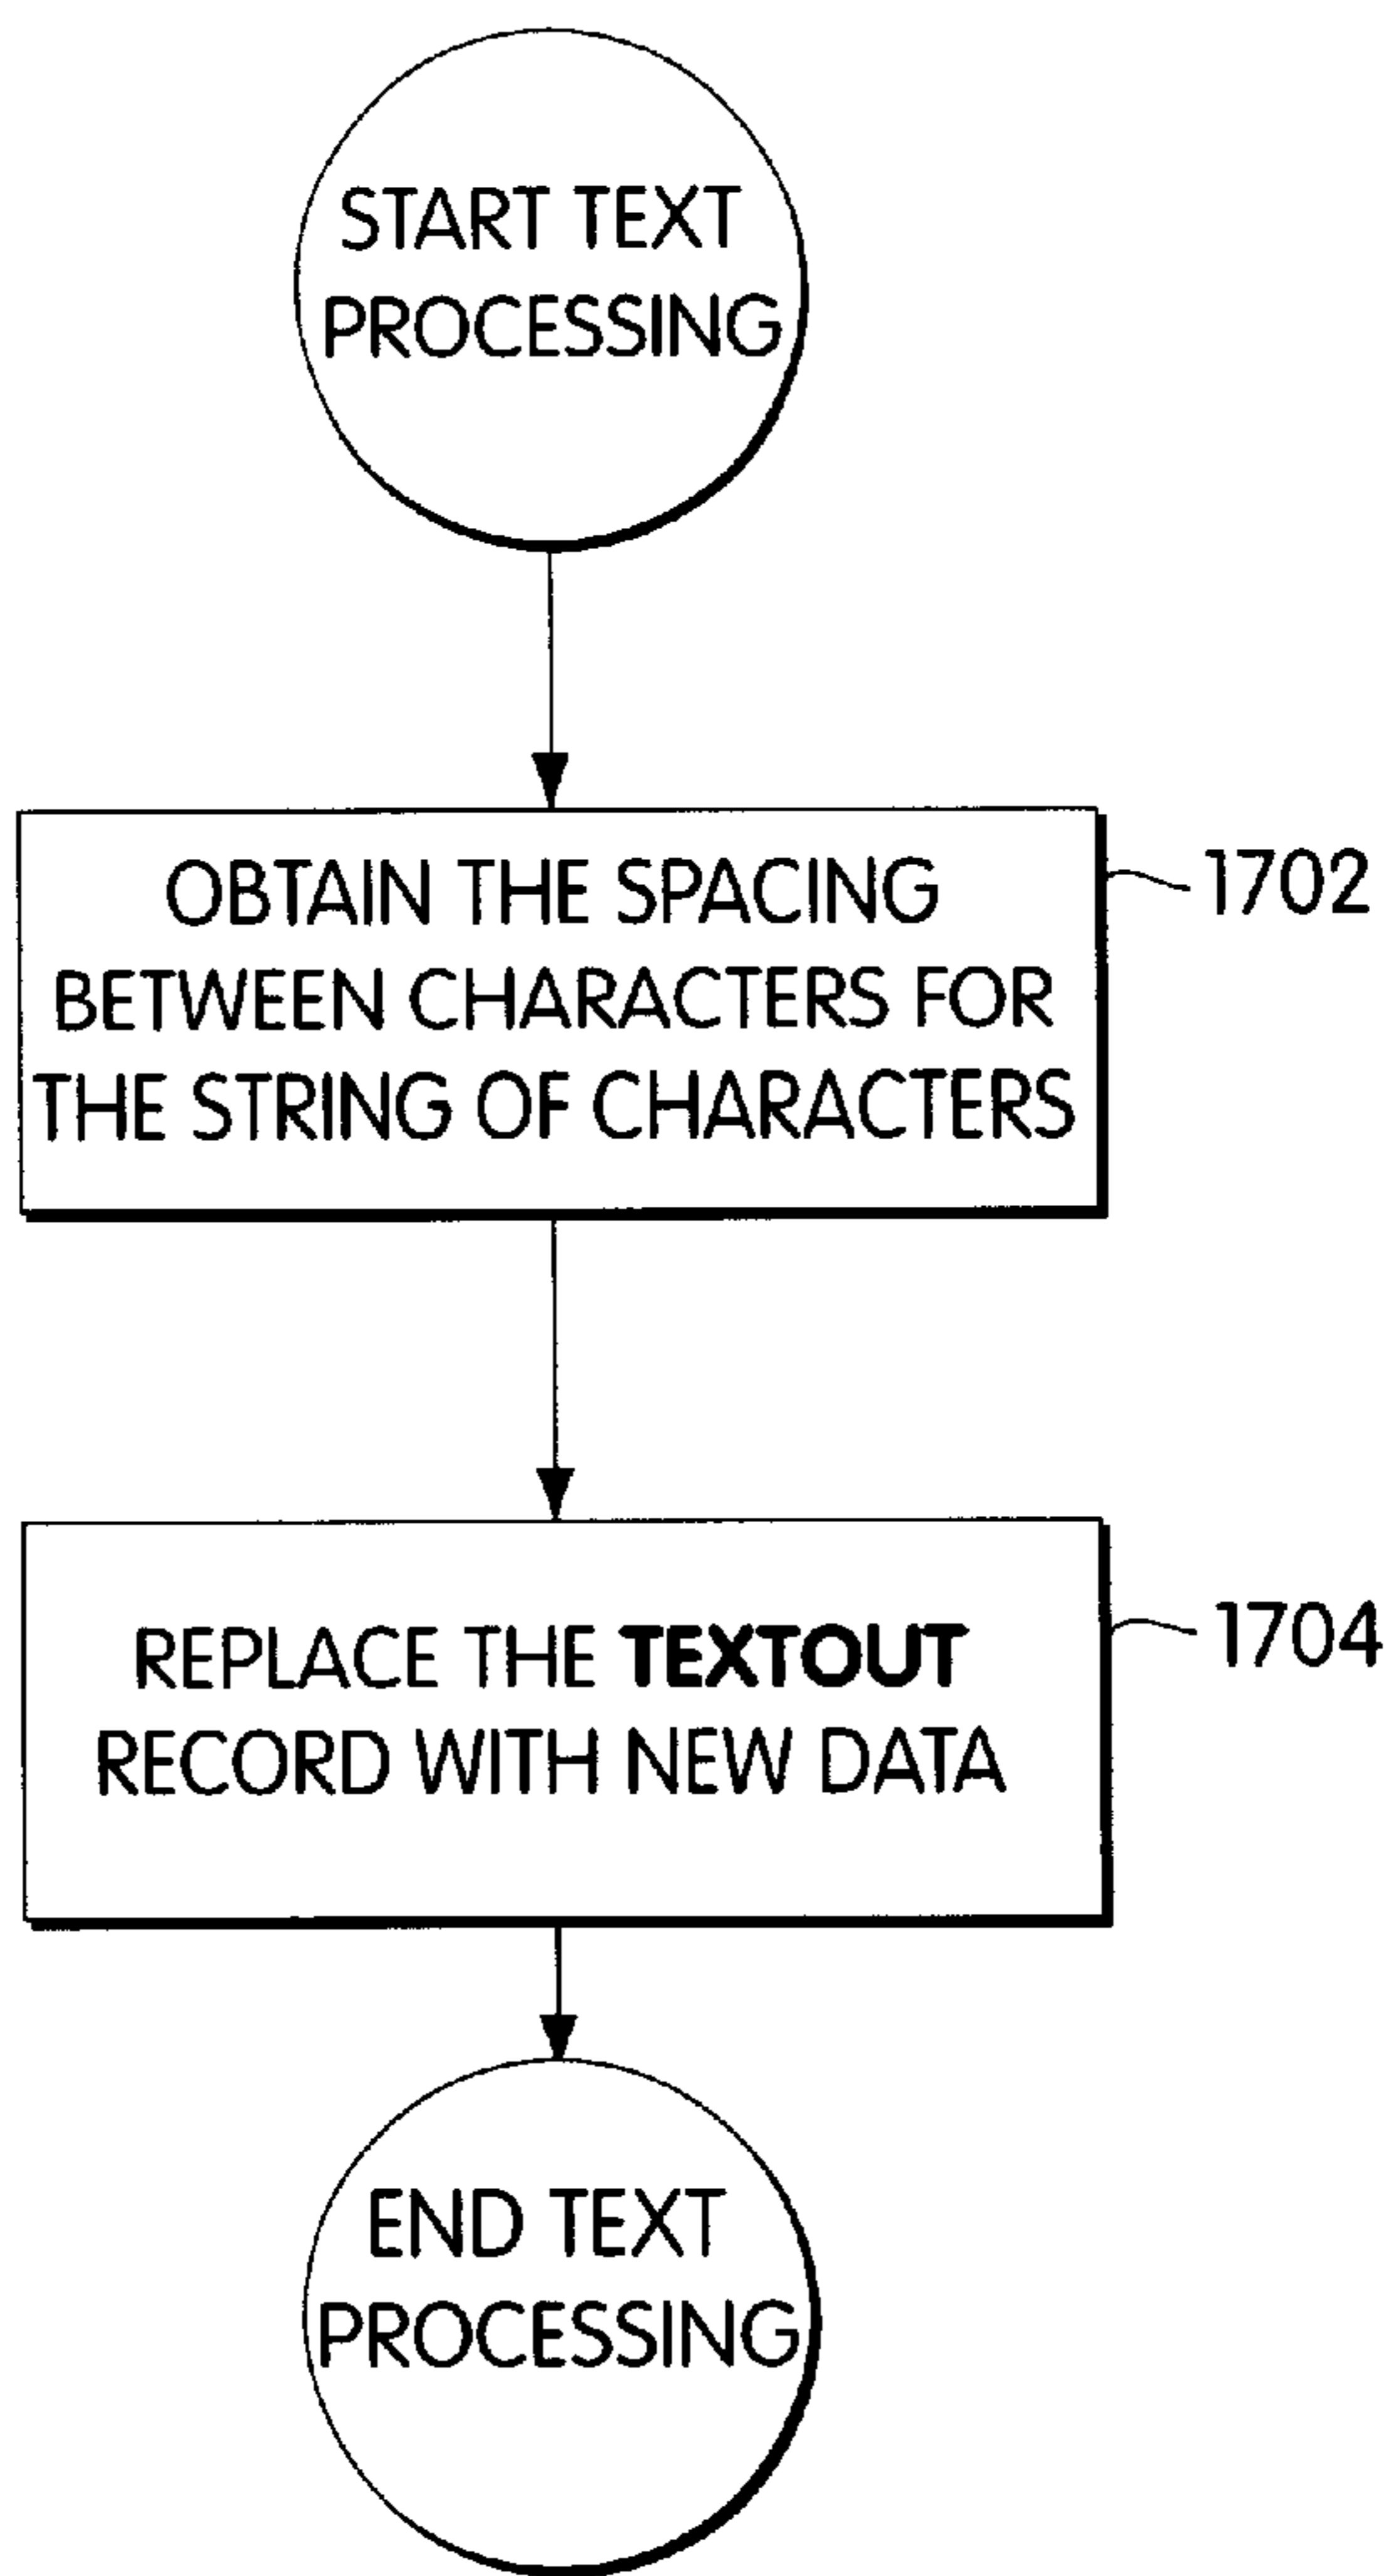 START TEXT
PROCESSING
OBTAIN THE SPACING
BETWEEN CHARACTERS FOR
THE STRING OF CHARACTERS
1702
REPLACE THE TEXTOUT
RECORD WITH NEW DATA
1704
END TEXT
PROCESSING